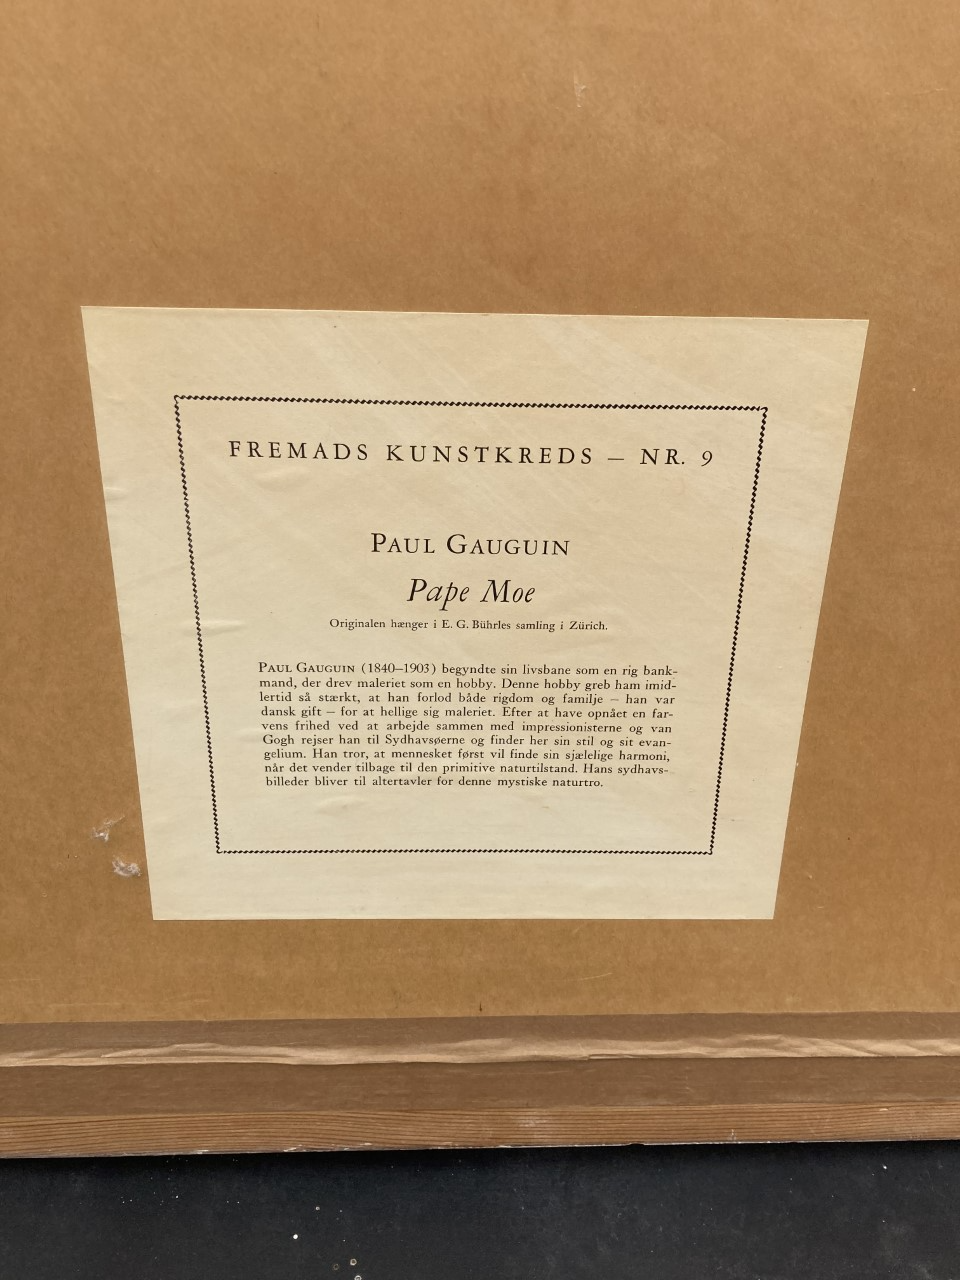 FREMADS KUNSTKREDS – NR. 9
PAUL GAUGUIN
Pape Moe
Originalen hænger i E. G. Bührles samling i Zürich.
PAUL GAUGUIN (1840–1903) begyndte sin livsbane som en rig bank-
mand, der drev maleriet som en hobby. Denne hobby greb ham imid-
lertid så stærkt, at han forlod både rigdom og familje – han var
dansk gift – for at hellige sig maleriet. Efter at have opnået en far-
vens frihed ved at arbejde sammen med impressionisterne og van
Gogh rejser han til Sydhavsøerne og finder her sin stil og sit evan-
gelium. Han tror, at mennesket først vil finde sin sjælelige harmoni,
når det vender tilbage til den primitive naturtilstand. Hans sydhavs-
billeder bliver til altertavler for denne mystiske naturtro.